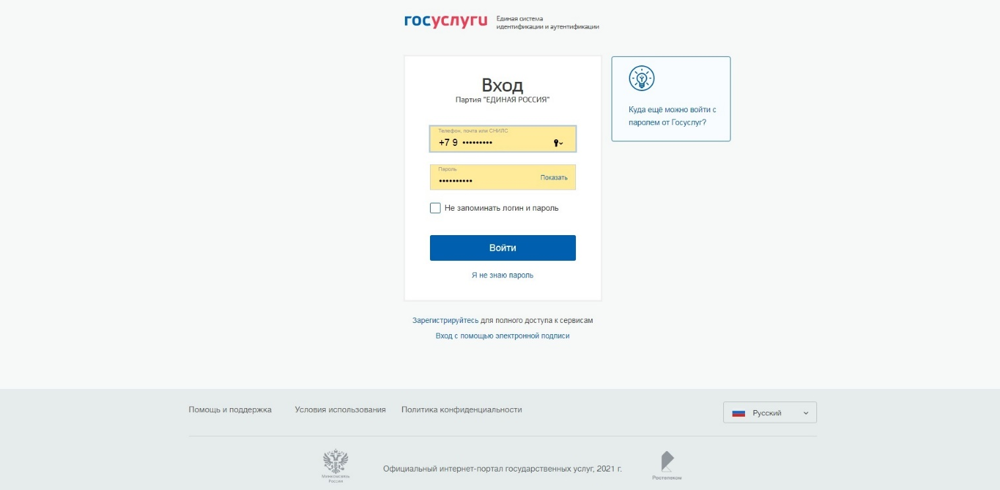 госуслуги
Единая система
идентификации и аутентификации
Вход
Партия "ЕДИНАЯ РОССИЯ"
Телефон, почта или СНИЛС
+7 9 •••••••••
Пароль
••••••••••
Показать
Не запоминать логин и пароль
Войти
Я не знаю пароль
Куда ещё можно войти с
паролем от Госуслуг?
Зарегистрируйтесь для полного доступа к сервисам
Вход с помощью электронной подписи
Помощь и поддержка
Условия использования
Политика конфиденциальности
Русский
Минкомсвязь
России
Официальный интернет-портал государственных услуг, 2021 г.
Ростелеком